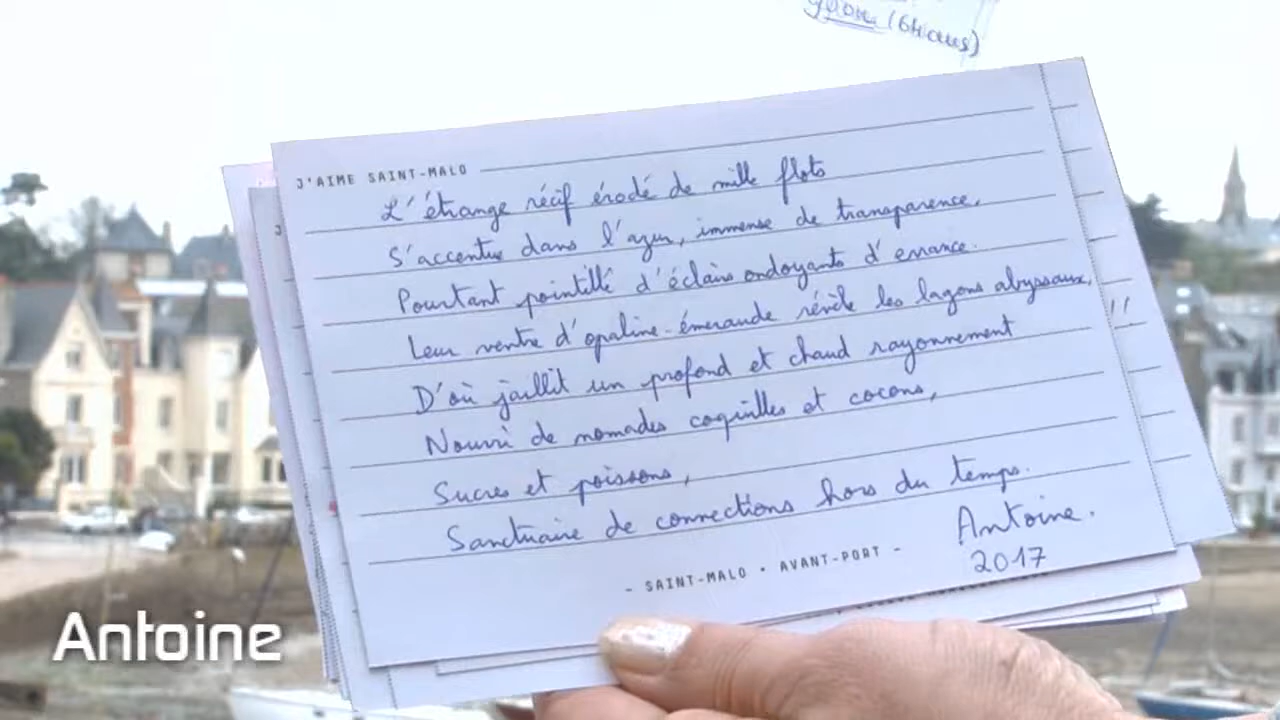 (64 ans)
J'AIME SAINT-MALO
L'étrange récif érodé de mille flots
S'accentue dans l'azur, immense de transparence,
Pourtant pointillé d'éclairs ondoyants d'errance.
Leur ventre d'opaline-émeraude révèle les lagons abyssaux,
D'où jaillit un profond et chaud rayonnement
Nourri de nomades coquilles et cocons,
Sucres et poissons,
Sanctuaire de connections hors du temps.
Antoine.
2017
- SAINT-MALO • AVANT-PORT -
Antoine